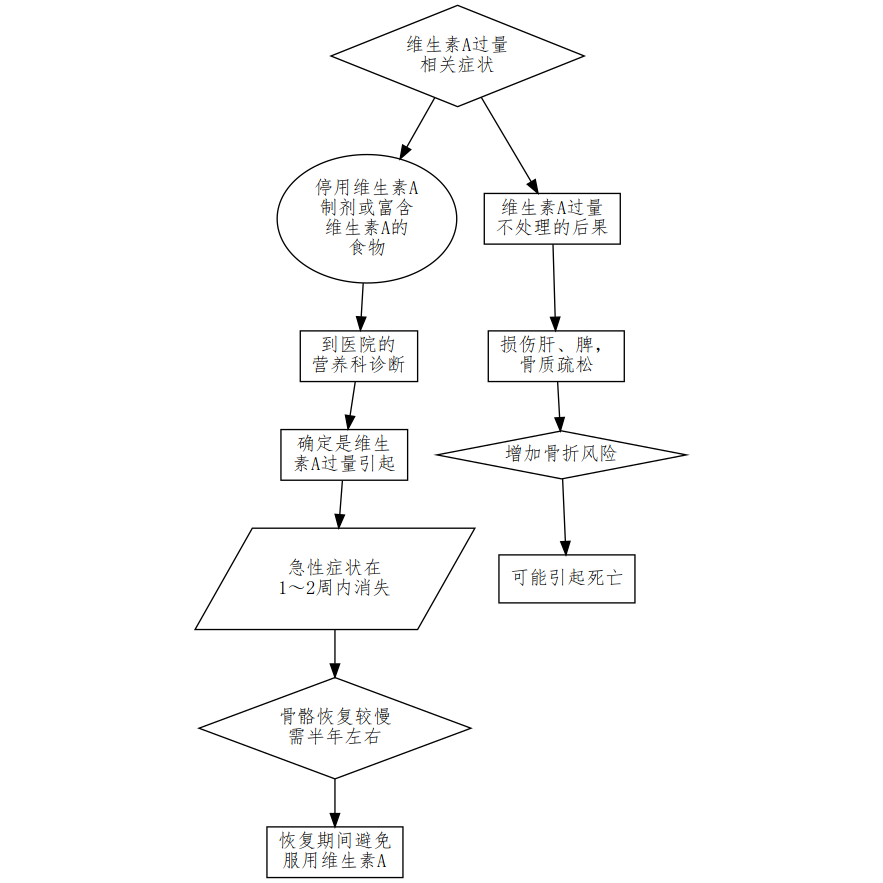 维生素A过量
相关症状
停用维生素A
制剂或富含
维生素A的
食物
到医院的
营养科诊断
确定是维生
素A过量引起
急性症状在
1～2周内消失
骨骼恢复较慢
需半年左右
恢复期间避免
服用维生素A
维生素A过量
不处理的后果
损伤肝、脾，
骨质疏松
增加骨折风险
可能引起死亡